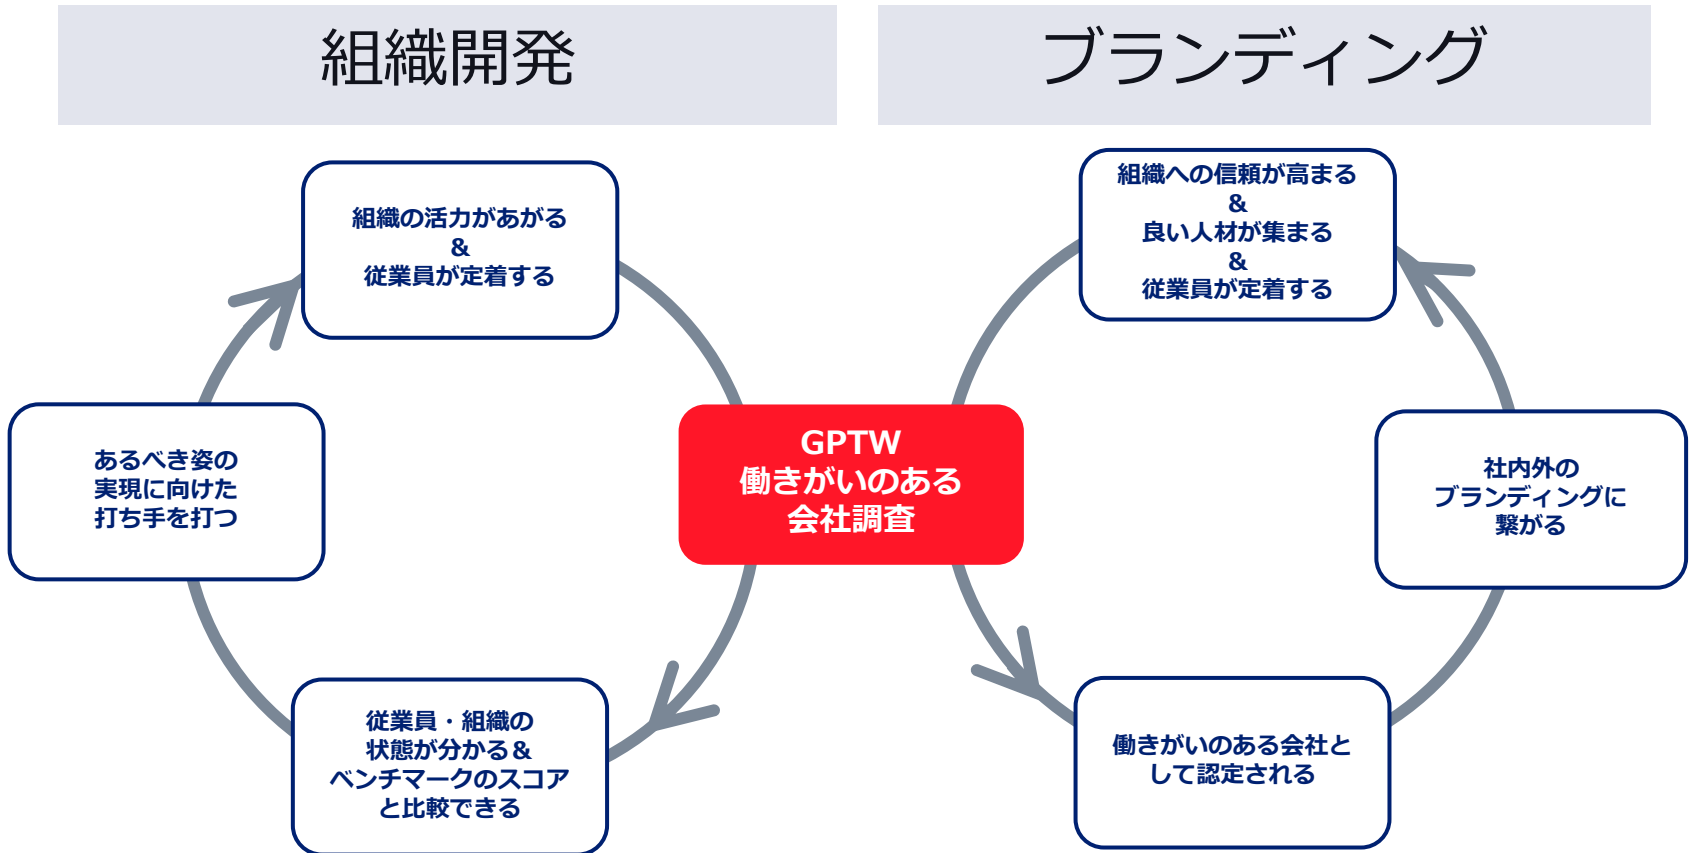 組織開発
ブランディング
組織の活力があがる
&
従業員が定着する
組織への信頼が高まる
&
良い人材が集まる
&
従業員が定着する
あるべき姿の
実現に向けた
打ち手を打つ
GPTW
働きがいのある
会社調査
社内外の
ブランディングに
繋がる
従業員・組織の
状態が分かる&
ベンチマークのスコア
と比較できる
働きがいのある会社と
して認定される